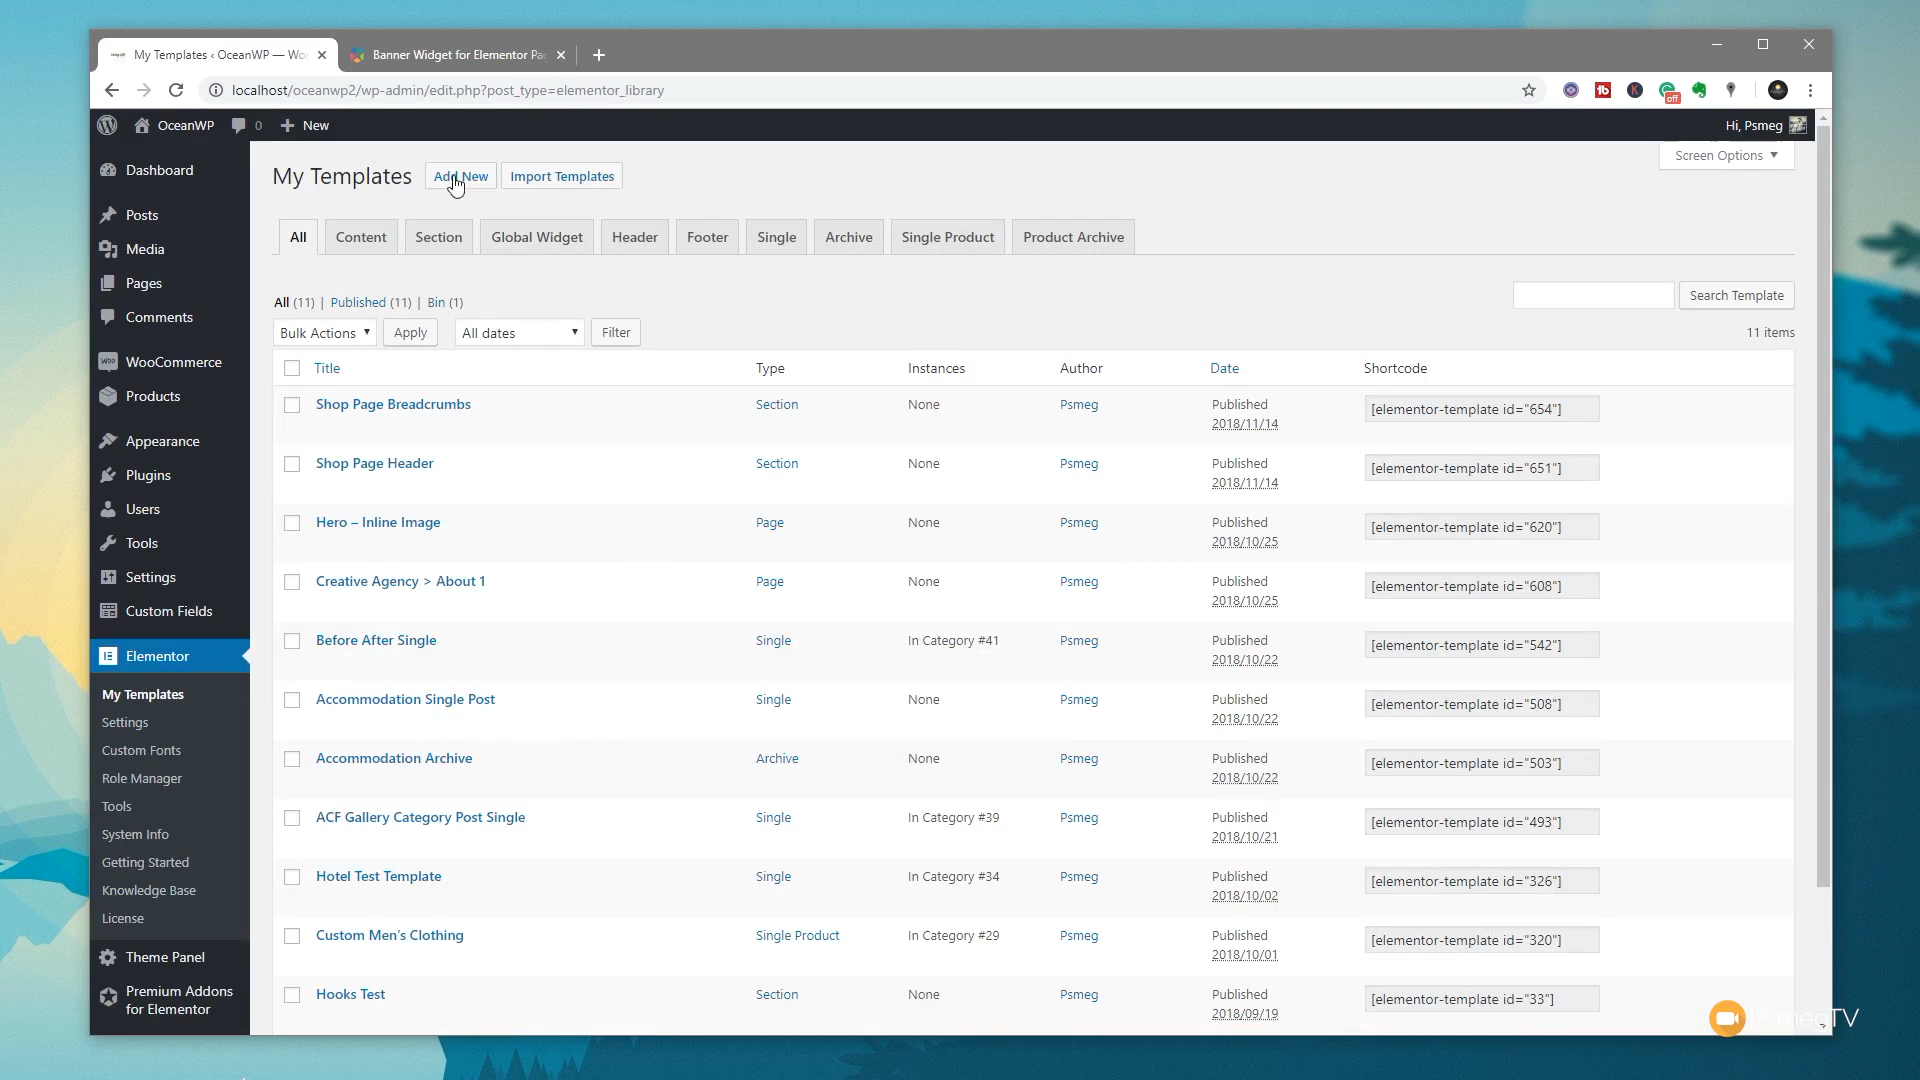 My Templates ‹ OceanWP — Wo
Banner Widget for Elementor Pa
localhost/oceanwp2/wp-admin/edit.php?post_type=elementor_library
off
OceanWP 0 New
Hi, Psmeg
Screen Options
Dashboard
Posts
Media
Pages
Comments
WooCommerce
Products
Appearance
Plugins
Users
Tools
Settings
Custom Fields
Elementor
My Templates
Settings
Custom Fonts
Role Manager
Tools
System Info
Getting Started
Knowledge Base
License
Theme Panel
Premium Addons
for Elementor
My Templates Add New Import Templates
All Content Section Global Widget Header Footer Single Archive Single Product Product Archive
All (11) | Published (11) | Bin (1)
Search Template
Bulk Actions Apply All dates Filter
11 items
Title Type Instances Author Date Shortcode
Shop Page Breadcrumbs Section None Psmeg Published [elementor-template id="654"]
2018/11/14
Shop Page Header Section None Psmeg Published [elementor-template id="651"]
2018/11/14
Hero – Inline Image Page None Psmeg Published [elementor-template id="620"]
2018/10/25
Creative Agency > About 1 Page None Psmeg Published [elementor-template id="608"]
2018/10/25
Before After Single Single In Category #41 Psmeg Published [elementor-template id="542"]
2018/10/22
Accommodation Single Post Single None Psmeg Published [elementor-template id="508"]
2018/10/22
Accommodation Archive Archive None Psmeg Published [elementor-template id="503"]
2018/10/22
ACF Gallery Category Post Single Single In Category #39 Psmeg Published [elementor-template id="493"]
2018/10/21
Hotel Test Template Single In Category #34 Psmeg Published [elementor-template id="326"]
2018/10/02
Custom Men’s Clothing Single Product In Category #29 Psmeg Published [elementor-template id="320"]
2018/10/01
Hooks Test Section None Psmeg Published [elementor-template id="33"]
2018/09/19
PsmegTV